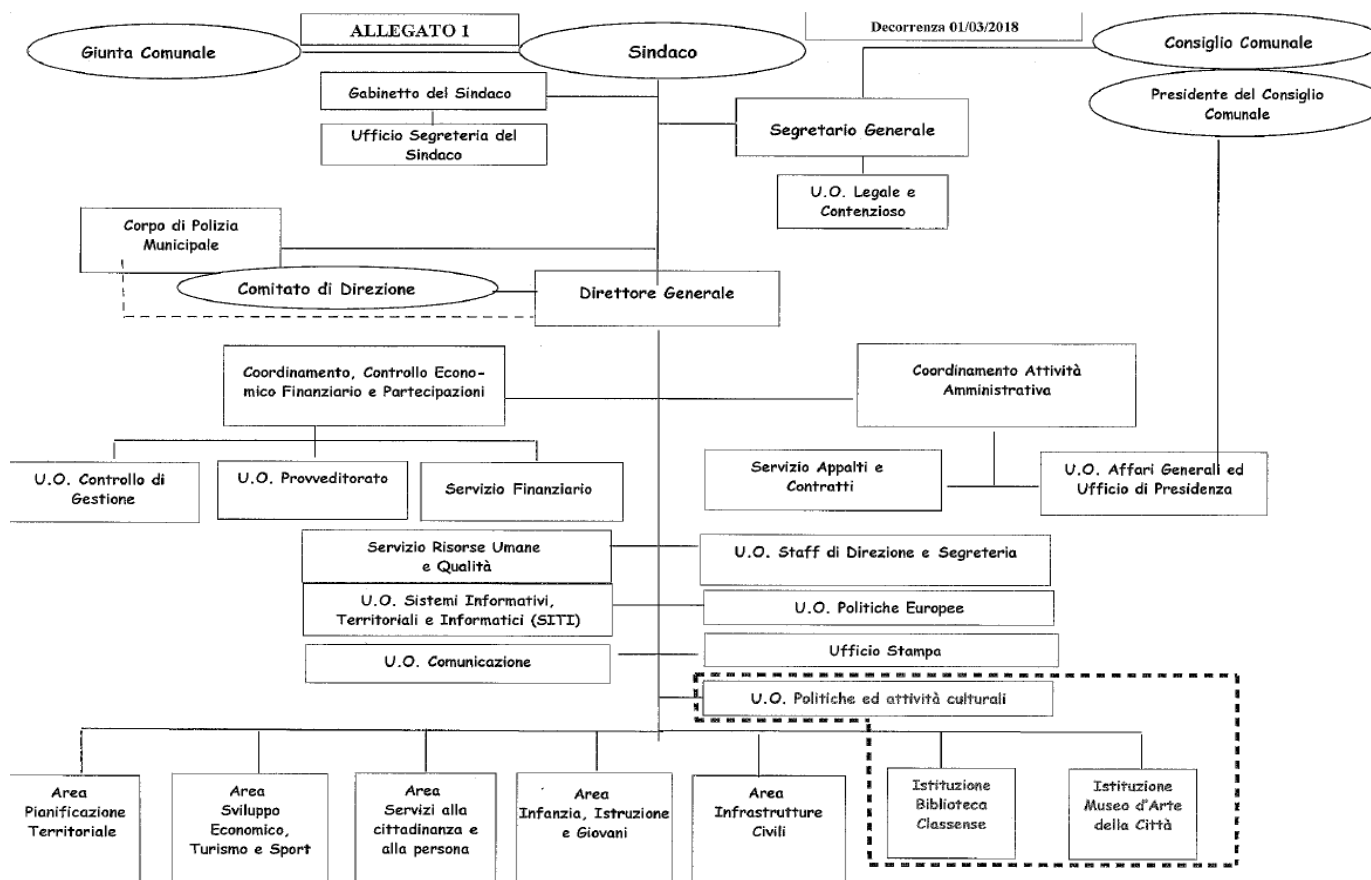 ALLEGATO 1
Decorrenza 01/03/2018
Giunta Comunale
Sindaco
Consiglio Comunale
Gabinetto del Sindaco
Presidente del Consiglio
Comunale
Segretario Generale
Ufficio Segreteria del
Sindaco
U.O. Legale e
Contenzioso
Corpo di Polizia
Municipale
Comitato di Direzione
Direttore Generale
Coordinamento, Controllo Econo-
mico Finanziario e Partecipazioni
Coordinamento Attività
Amministrativa
U.O. Controllo di
Gestione
U.O. Provveditorato
Servizio Finanziario
Servizio Appalti e
Contratti
U.O. Affari Generali ed
Ufficio di Presidenza
Servizio Risorse Umane
e Qualità
U.O. Staff di Direzione e Segreteria
U.O. Sistemi Informativi,
Territoriali e Informatici (SITI)
U.O. Politiche Europee
U.O. Comunicazione
Ufficio Stampa
U.O. Politiche ed attività culturali
Area
Pianificazione
Territoriale
Area
Sviluppo
Economico,
Turismo e Sport
Area
Servizi alla
cittadinanza e
alla persona
Area
Infanzia, Istruzione
e Giovani
Area
Infrastrutture
Civili
Istituzione
Biblioteca
Classense
Istituzione
Museo d'Arte
della Città